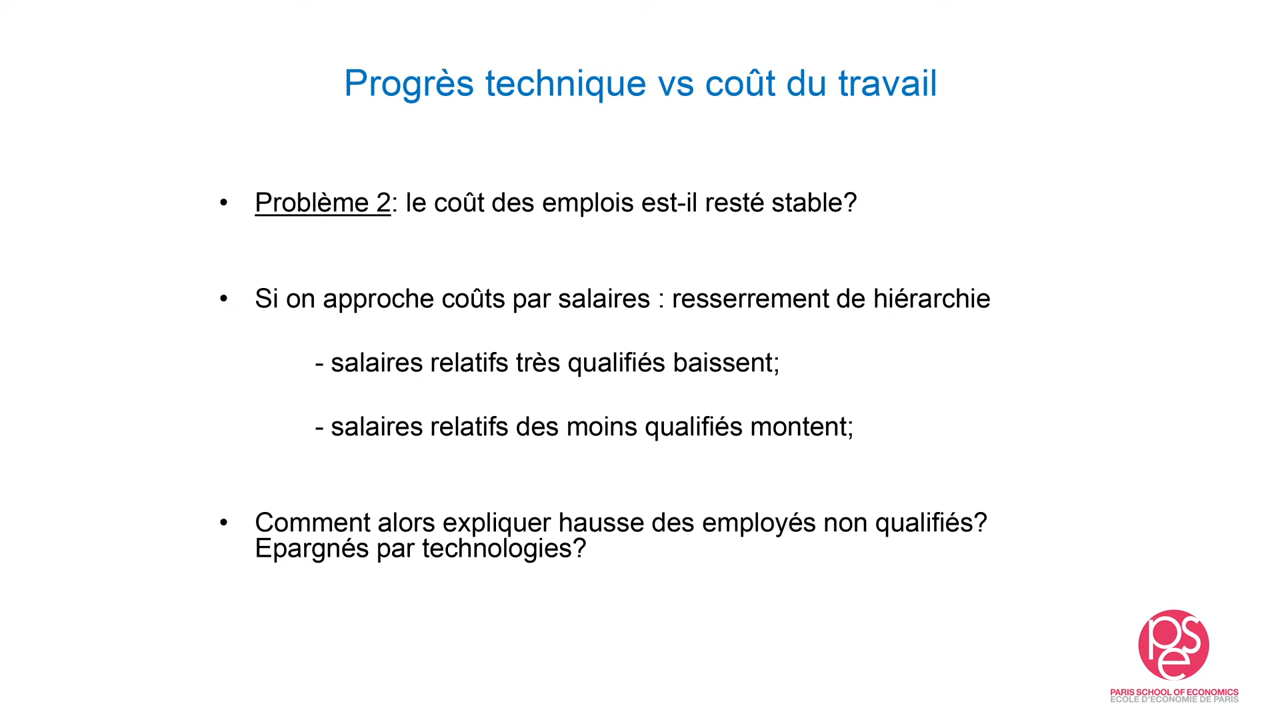 Progrès technique vs coût du travail
• Problème 2: le coût des emplois est-il resté stable?
• Si on approche coûts par salaires : resserrement de hiérarchie
- salaires relatifs très qualifiés baissent;
- salaires relatifs des moins qualifiés montent;
• Comment alors expliquer hausse des employés non qualifiés?
Epargnés par technologies?
pse
PARIS SCHOOL OF ECONOMICS
ECOLE D'ECONOMIE DE PARIS